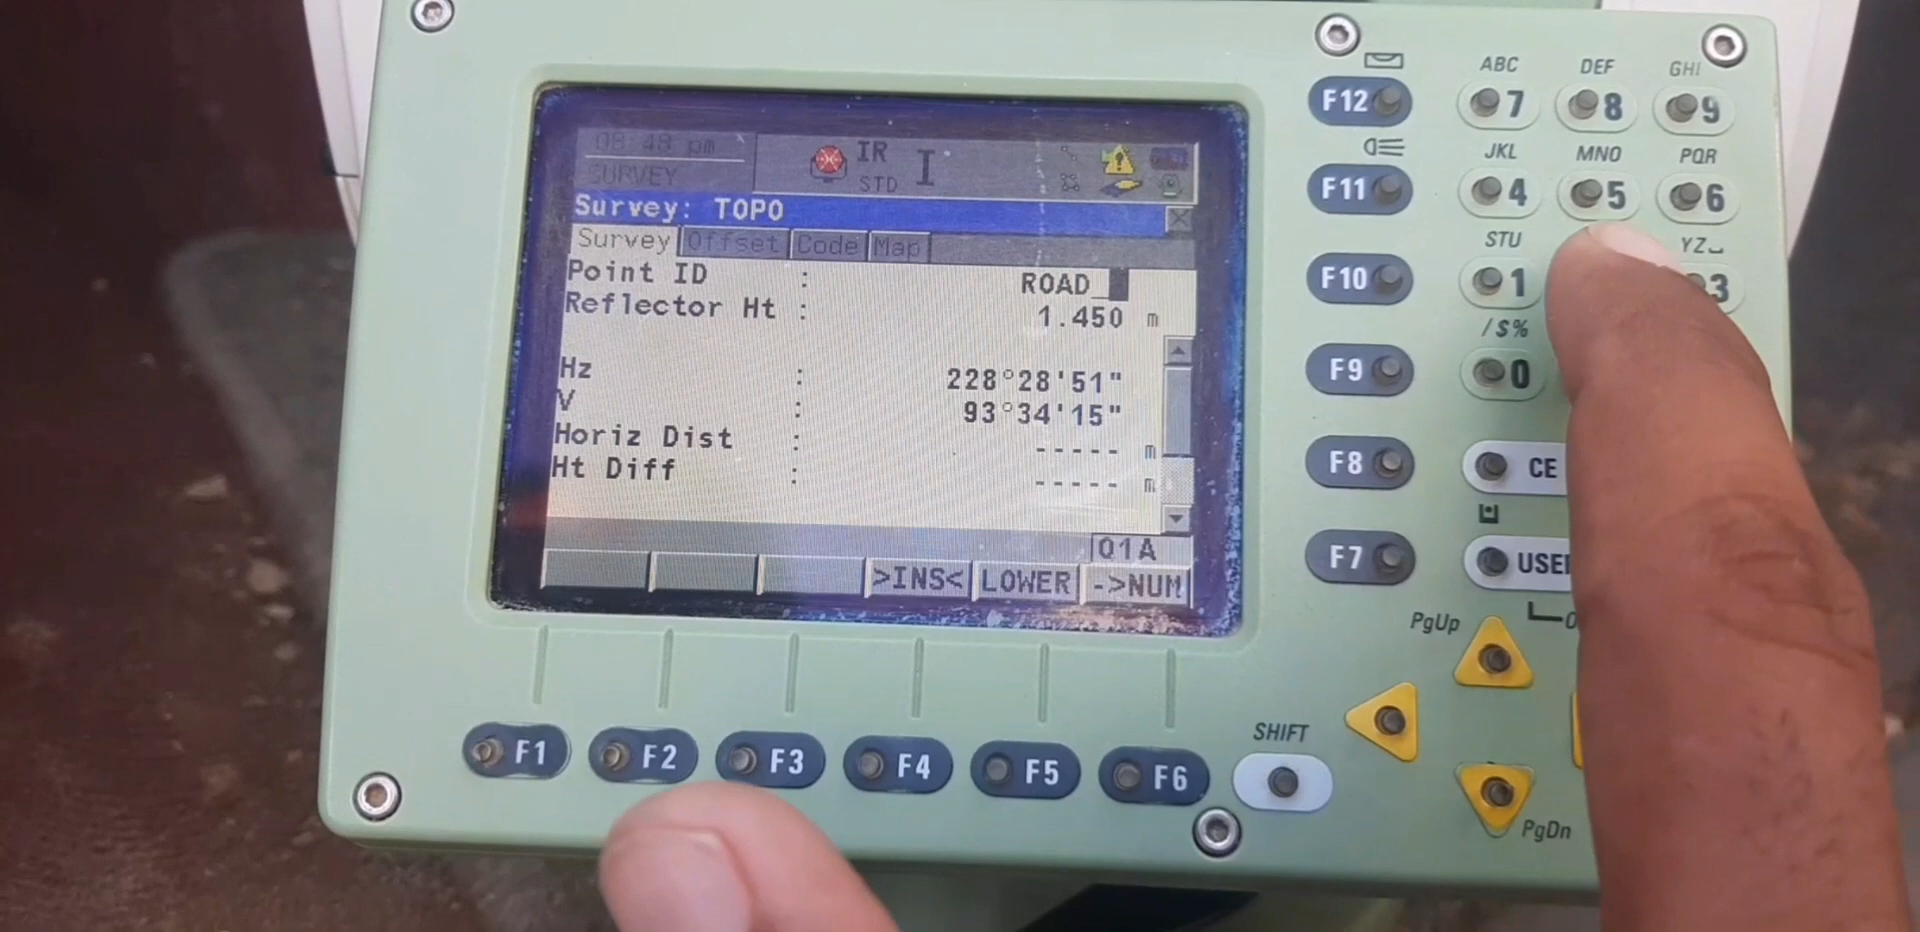 08:48 pm
SURVEY
IR
STD
I
Survey: TOPO
Survey Offset Code Map
Point ID : ROAD_
Reflector Ht : 1.450 m
Hz : 228°28'51"
V : 93°34'15"
Horiz Dist : ----- m
Ht Diff : ----- m
Q1A
>INS< LOWER ->NUM
F1 F2 F3 F4 F5 F6
SHIFT
F12
F11
F10
F9
F8
F7
ABC DEF GHI
7 8 9
JKL MNO PQR
4 5 6
STU YZ
1 3
/$%
0
CE
USE
PgUp
PgDn